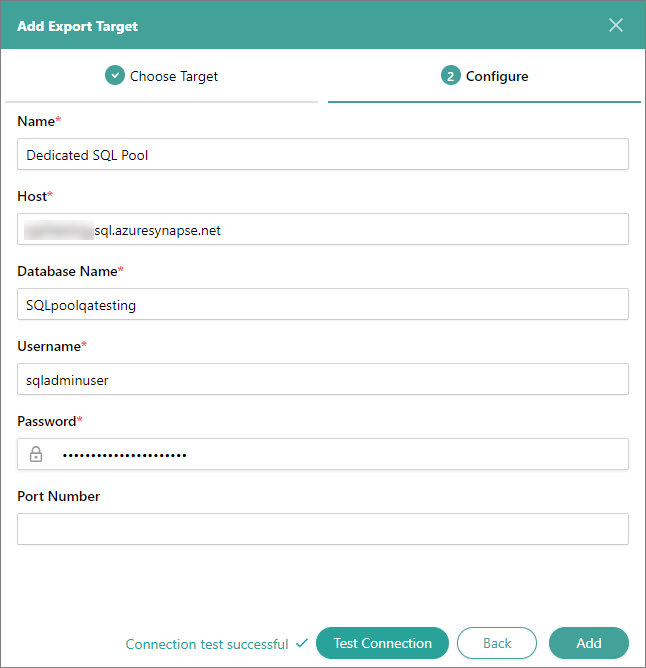 Add Export Target
Choose Target
2 Configure
Name*
Dedicated SQL Pool
Host*
sql.azuresynapse.net
Database Name*
SQLpoolqatesting
Username*
sqladminuser
Password*
••••••••••••••••••••••
Port Number
Connection test successful ✓ Test Connection Back Add